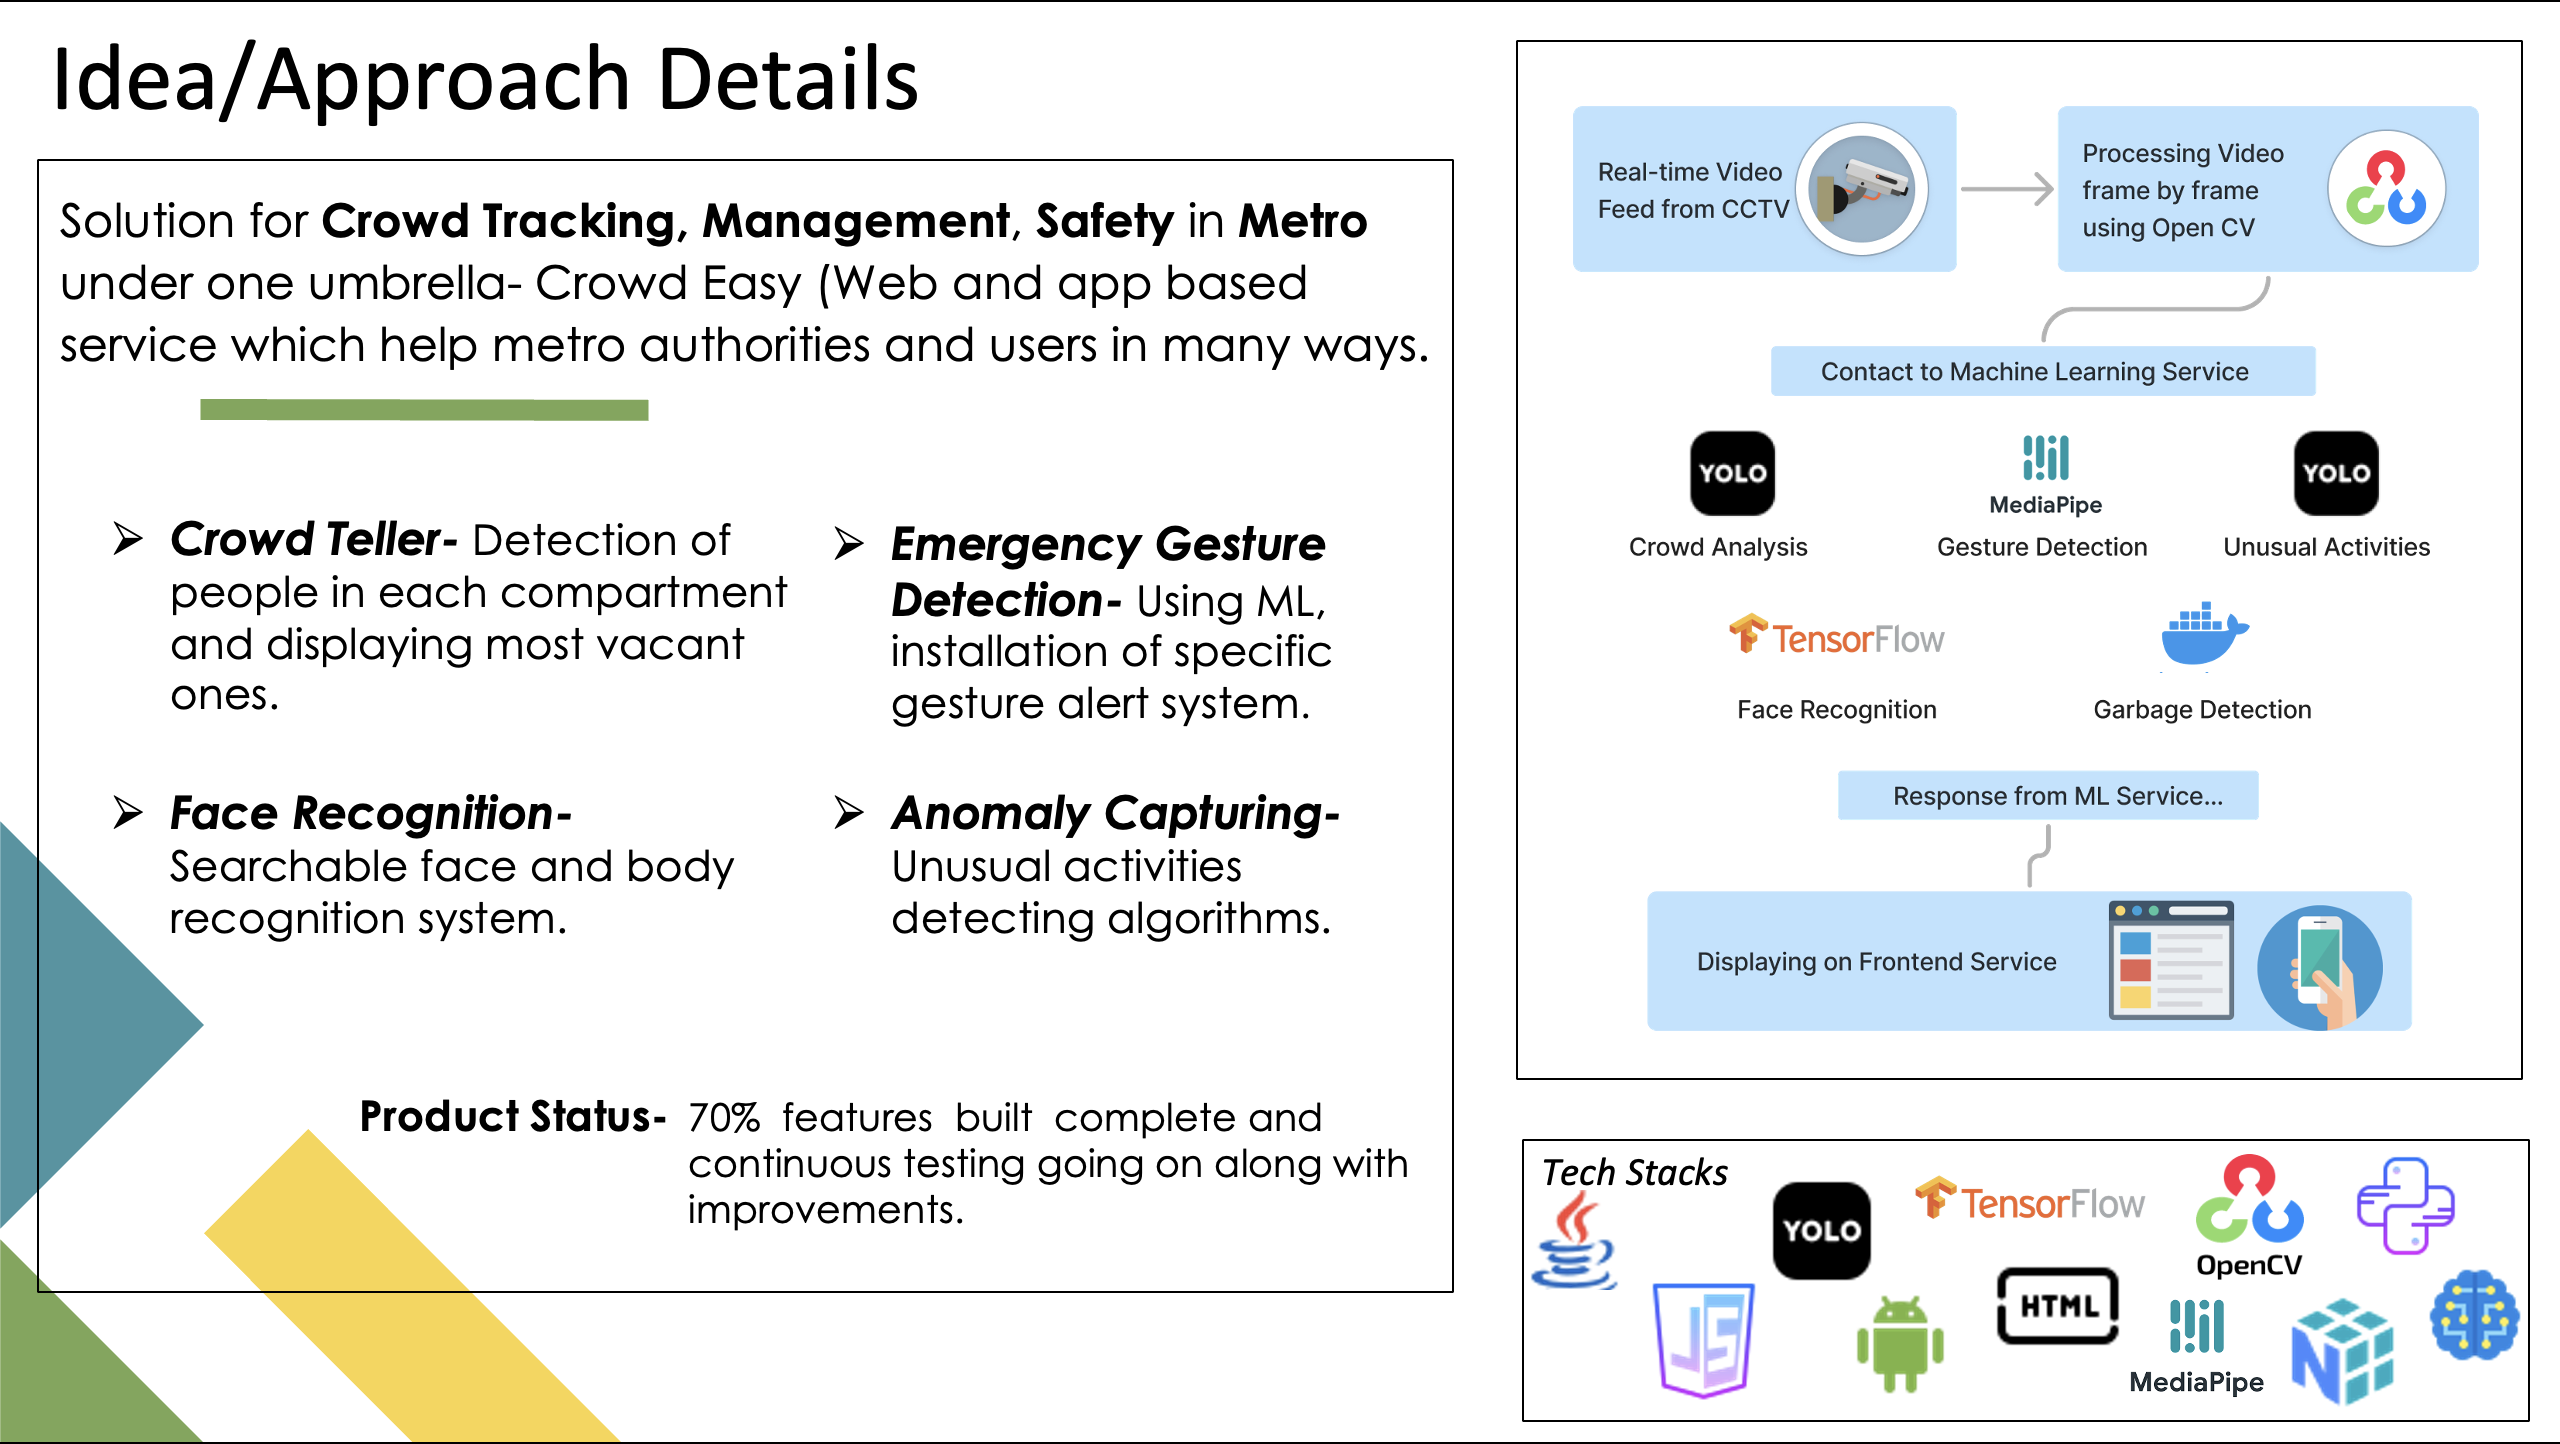 Idea/Approach Details
Solution for Crowd Tracking, Management, Safety in Metro
under one umbrella- Crowd Easy (Web and app based
service which help metro authorities and users in many ways.
➢ Crowd Teller- Detection of
people in each compartment
and displaying most vacant
ones.
➢ Emergency Gesture
Detection- Using ML,
installation of specific
gesture alert system.
➢ Face Recognition-
Searchable face and body
recognition system.
➢ Anomaly Capturing-
Unusual activities
detecting algorithms.
Product Status- 70% features built complete and
continuous testing going on along with
improvements.
Real-time Video
Feed from CCTV
Processing Video
frame by frame
using Open CV
Contact to Machine Learning Service
YOLO
Crowd Analysis
MediaPipe
Gesture Detection
YOLO
Unusual Activities
TensorFlow
Face Recognition
Garbage Detection
Response from ML Service...
Displaying on Frontend Service
Tech Stacks
YOLO
TensorFlow
OpenCV
JS
HTML
MediaPipe
N